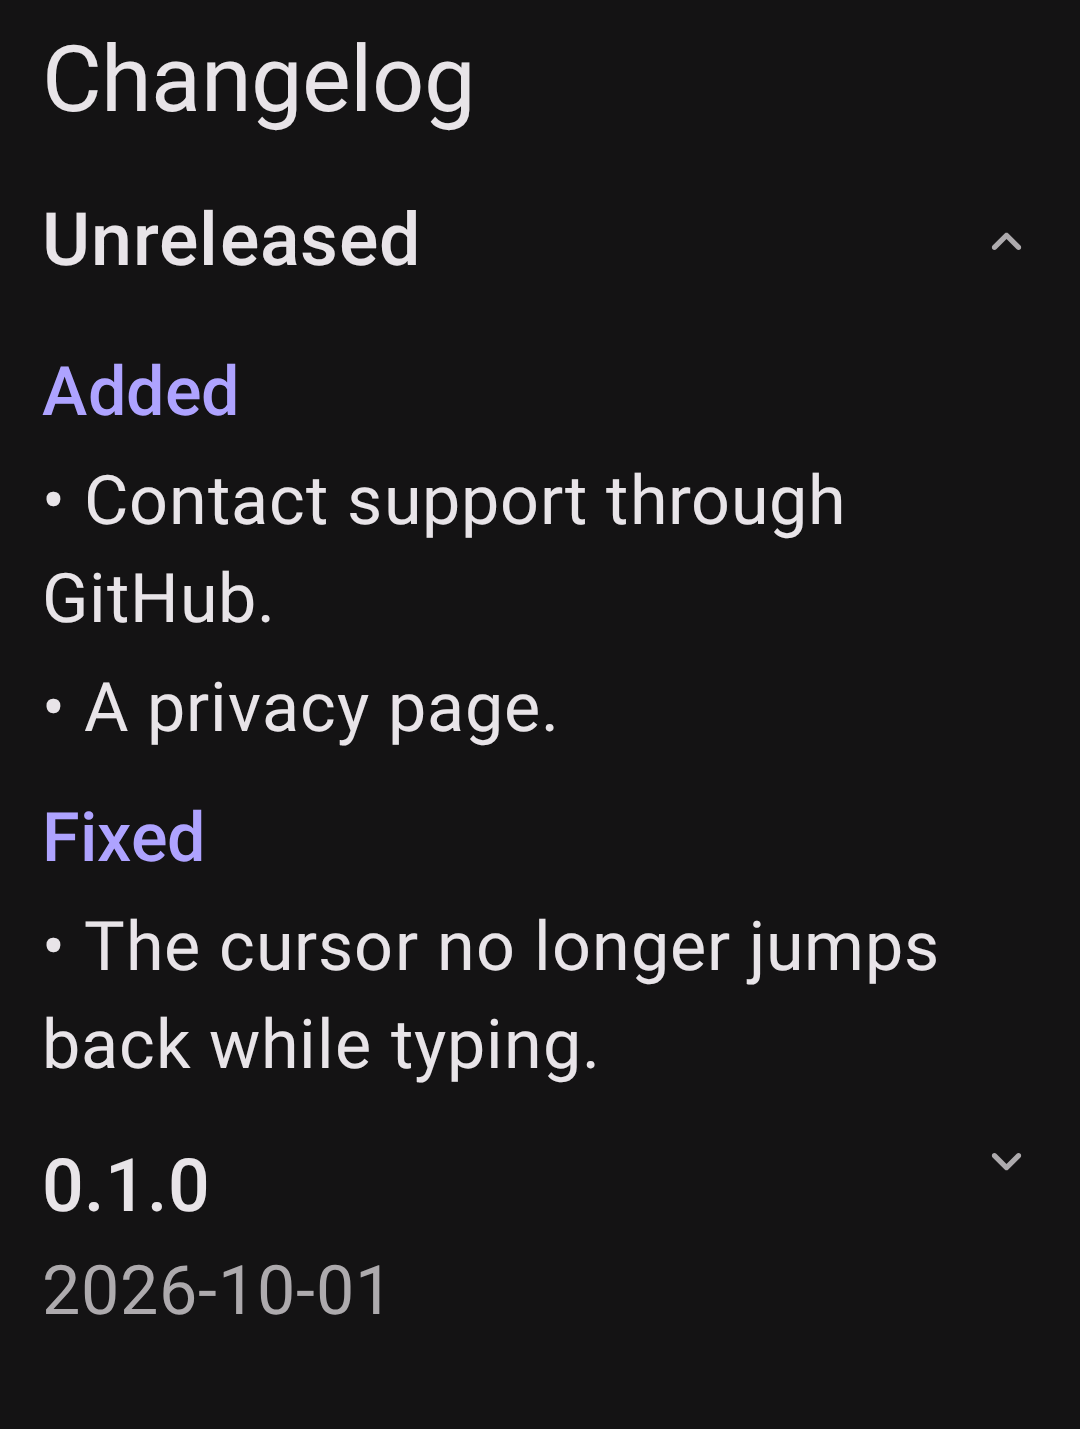 Changelog
Unreleased
Added
• Contact support through
GitHub.
• A privacy page.
Fixed
• The cursor no longer jumps
back while typing.
0.1.0
2026-10-01